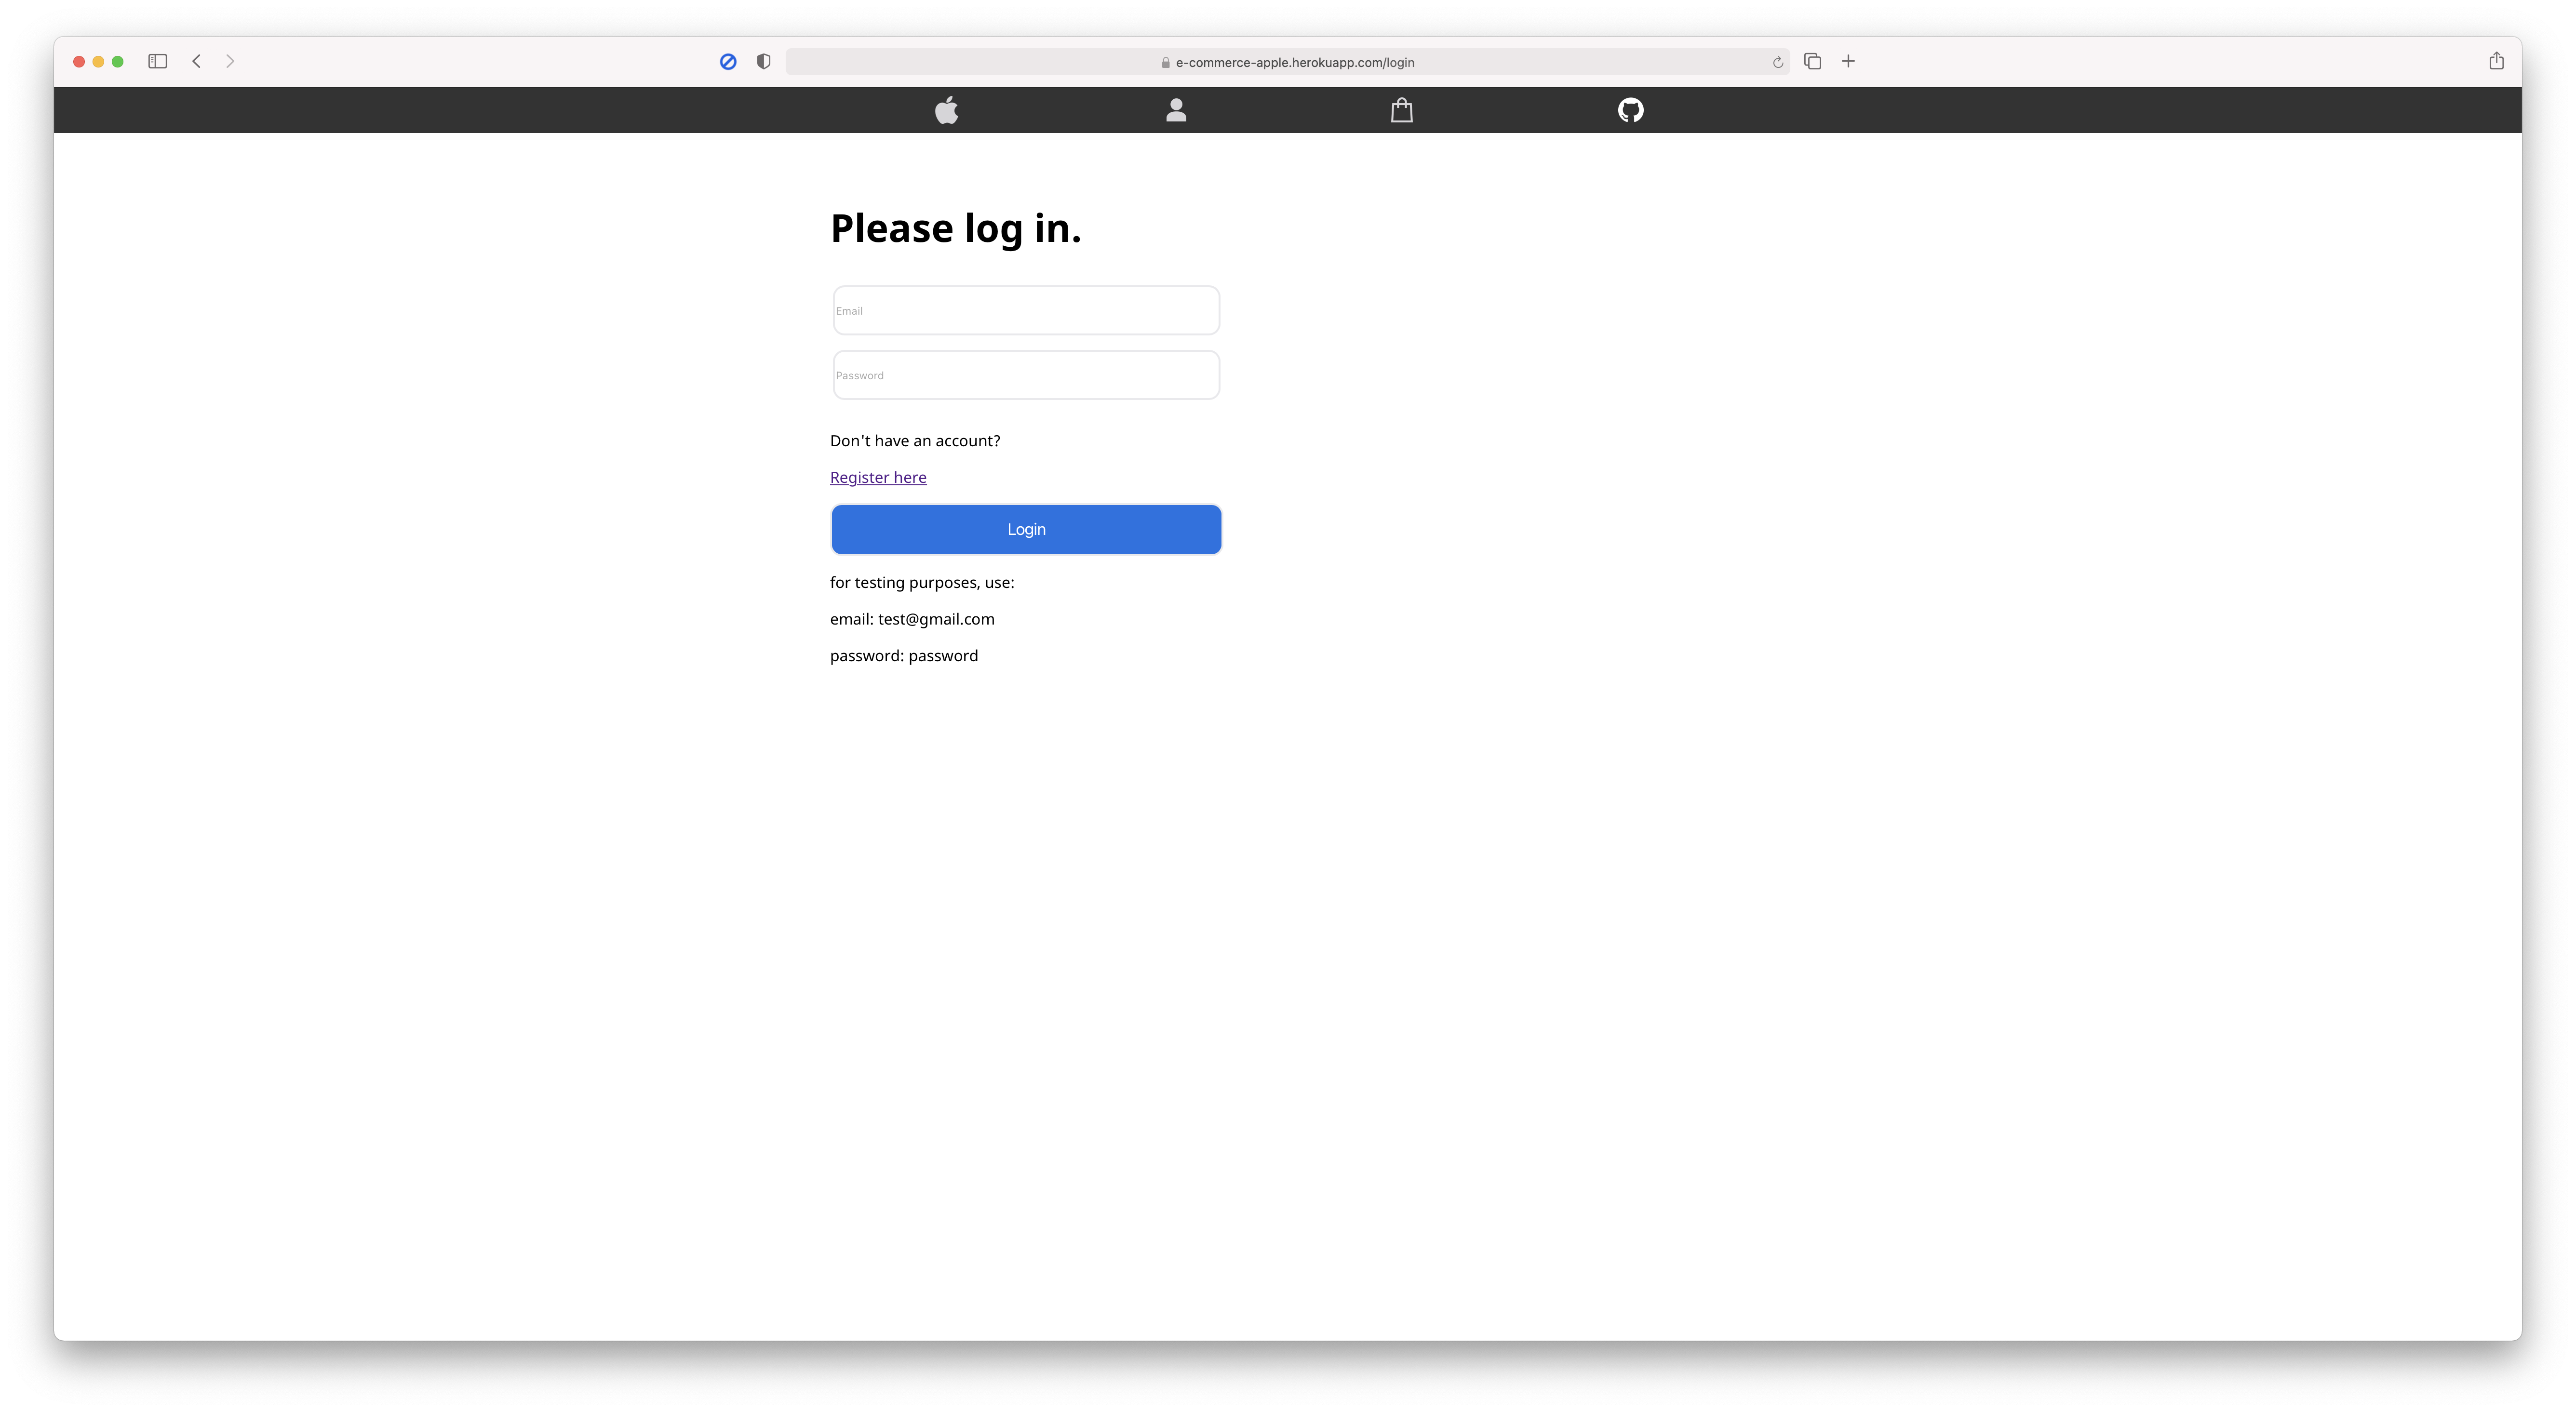 e-commerce-apple.herokuapp.com/login
Please log in.
Email
Password
Don't have an account?
Register here
Login
for testing purposes, use:
email: test@gmail.com
password: password